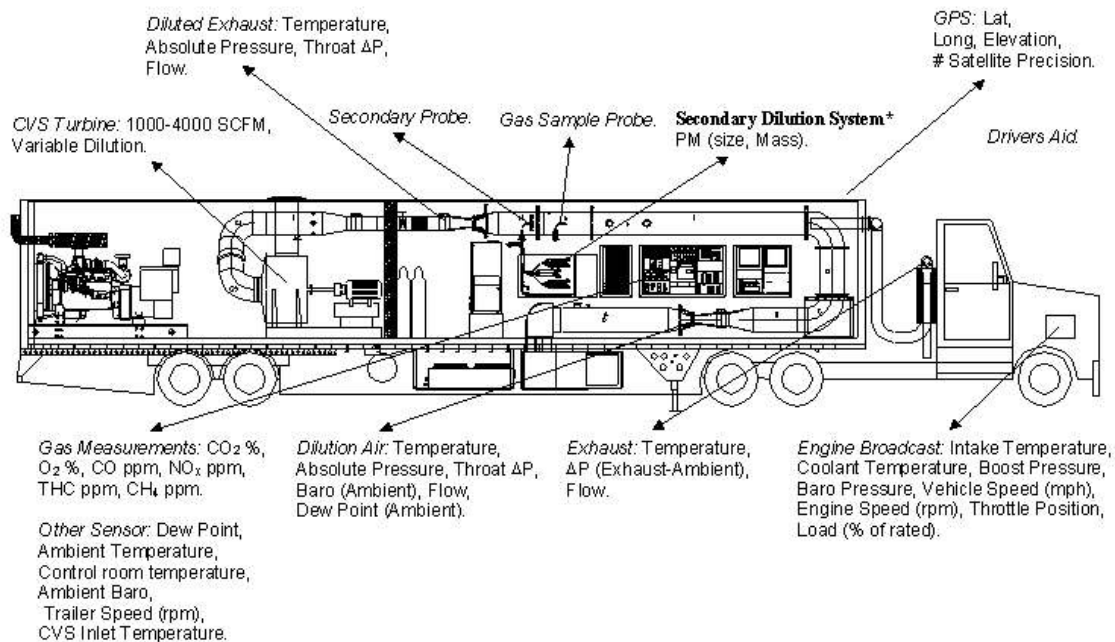 Diluted Exhaust: Temperature,
Absolute Pressure, Throat ΔP,
Flow.
GPS: Lat,
Long, Elevation,
# Satellite Precision.
CVS Turbine: 1000-4000 SCFM,
Variable Dilution.
Secondary Probe.
Gas Sample Probe.
Secondary Dilution System*
PM (size, Mass).
Drivers Aid.
Gas Measurements: CO₂ %,
O₂ %, CO ppm, NOₓ ppm,
THC ppm, CH₄ ppm.
Other Sensor: Dew Point,
Ambient Temperature,
Control room temperature,
Ambient Baro,
Trailer Speed (rpm),
CVS Inlet Temperature.
Dilution Air: Temperature,
Absolute Pressure, Throat ΔP,
Baro (Ambient), Flow,
Dew Point (Ambient).
Exhaust: Temperature,
ΔP (Exhaust-Ambient),
Flow.
Engine Broadcast: Intake Temperature,
Coolant Temperature, Boost Pressure,
Baro Pressure, Vehicle Speed (mph),
Engine Speed (rpm), Throttle Position,
Load (% of rated).